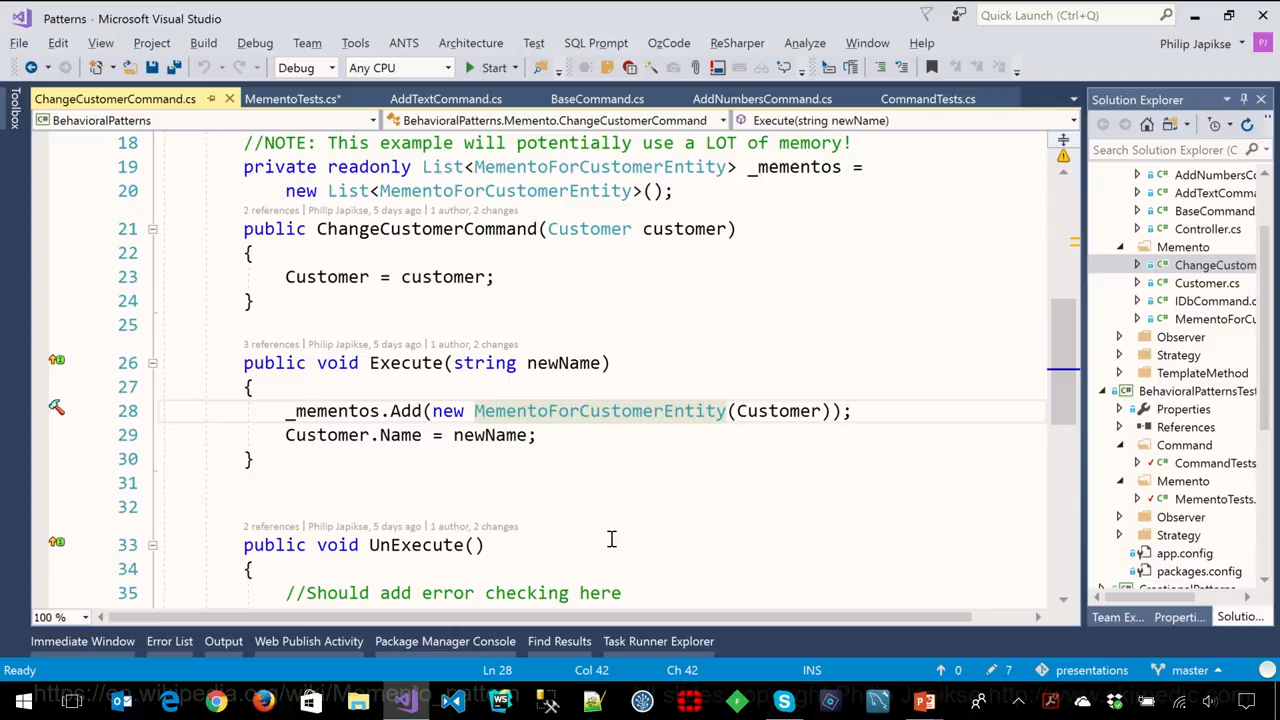 Patterns - Microsoft Visual Studio
Quick Launch (Ctrl+Q)
File Edit View Project Build Debug Team Tools ANTS Architecture Test SQL Prompt OzCode ReSharper Analyze Window Help
Philip Japikse
PJ
Debug Any CPU Start
Toolbox
ChangeCustomerCommand.cs MementoTests.cs* AddTextCommand.cs BaseCommand.cs AddNumbersCommand.cs CommandTests.cs
BehavioralPatterns BehavioralPatterns.Memento.ChangeCustomerCommand Execute(string newName)
18 //NOTE: This example will potentially use a LOT of memory!
19 private readonly List<MementoForCustomerEntity> _mementos =
20 new List<MementoForCustomerEntity>();
2 references | Philip Japikse, 5 days ago | 1 author, 2 changes
21 public ChangeCustomerCommand(Customer customer)
22 {
23 Customer = customer;
24 }
25
3 references | Philip Japikse, 5 days ago | 1 author, 2 changes
26 public void Execute(string newName)
27 {
28 _mementos.Add(new MementoForCustomerEntity(Customer));
29 Customer.Name = newName;
30 }
31
32
2 references | Philip Japikse, 5 days ago | 1 author, 2 changes
33 public void UnExecute()
34 {
35 //Should add error checking here
100 %
Solution Explorer
Search Solution Explorer (C
C# AddNumbersCo
C# AddTextComma
C# BaseCommand.
C# Controller.cs
Memento
C# ChangeCustom
C# Customer.cs
C# IDbCommand.c
C# MementoForCu
Observer
Strategy
TemplateMethod
C# BehavioralPatternsTest
Properties
References
Command
C# CommandTests
Memento
C# MementoTests.
Observer
Strategy
app.config
packages.config
Team Ex... Properti... Solutio...
Immediate Window Error List Output Web Publish Activity Package Manager Console Find Results Task Runner Explorer
Ready Ln 28 Col 42 Ch 42 INS 0 7 presentations master